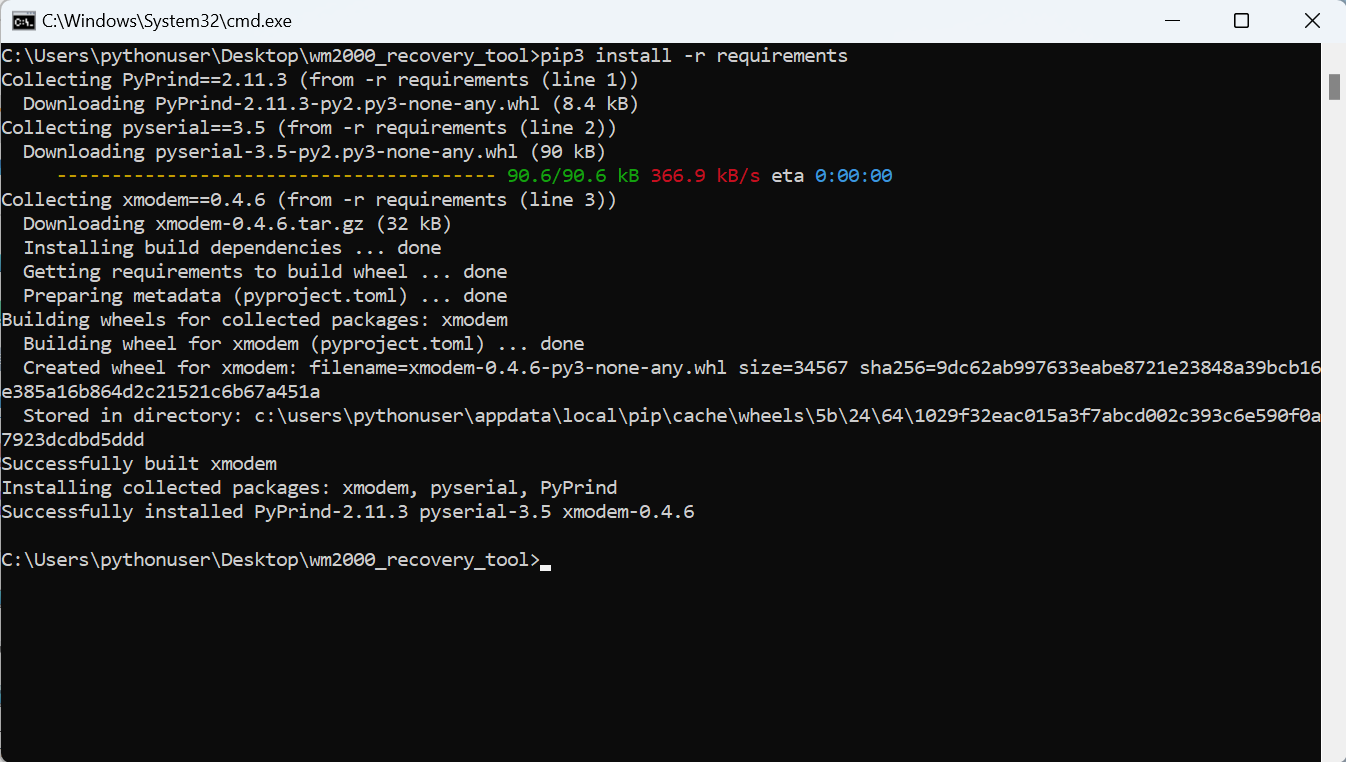 C:\Windows\System32\cmd.exe
C:\Users\pythonuser\Desktop\wm2000_recovery_tool>pip3 install -r requirements
Collecting PyPrind==2.11.3 (from -r requirements (line 1))
  Downloading PyPrind-2.11.3-py2.py3-none-any.whl (8.4 kB)
Collecting pyserial==3.5 (from -r requirements (line 2))
  Downloading pyserial-3.5-py2.py3-none-any.whl (90 kB)
     ---------------------------------------- 90.6/90.6 kB 366.9 kB/s eta 0:00:00
Collecting xmodem==0.4.6 (from -r requirements (line 3))
  Downloading xmodem-0.4.6.tar.gz (32 kB)
  Installing build dependencies ... done
  Getting requirements to build wheel ... done
  Preparing metadata (pyproject.toml) ... done
Building wheels for collected packages: xmodem
  Building wheel for xmodem (pyproject.toml) ... done
  Created wheel for xmodem: filename=xmodem-0.4.6-py3-none-any.whl size=34567 sha256=9dc62ab997633eabe8721e23848a39bcb16
e385a16b864d2c21521c6b67a451a
  Stored in directory: c:\users\pythonuser\appdata\local\pip\cache\wheels\5b\24\64\1029f32eac015a3f7abcd002c393c6e590f0a
7923dcdbd5ddd
Successfully built xmodem
Installing collected packages: xmodem, pyserial, PyPrind
Successfully installed PyPrind-2.11.3 pyserial-3.5 xmodem-0.4.6
C:\Users\pythonuser\Desktop\wm2000_recovery_tool>